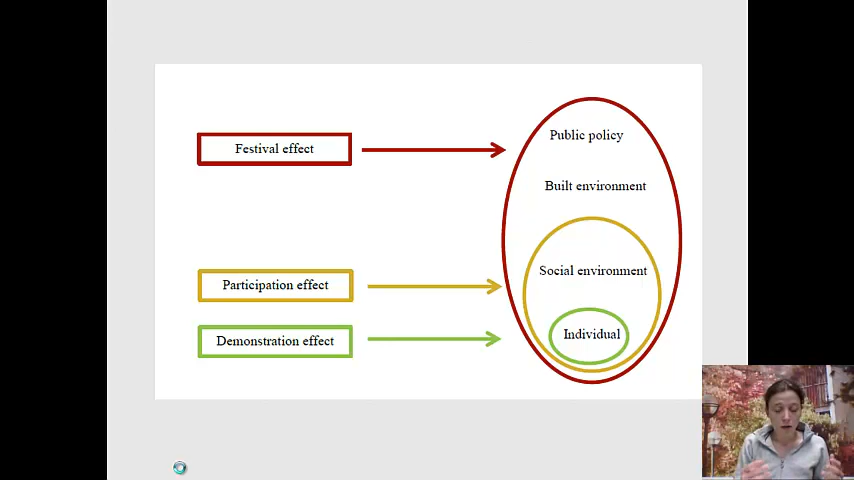 Festival effect
Public policy
Built environment
Participation effect
Social environment
Demonstration effect
Individual